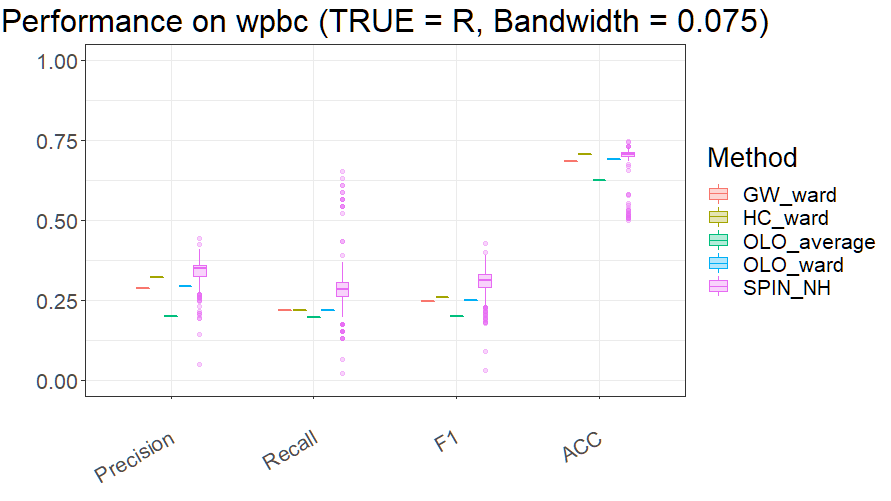 Performance on wpbc (TRUE = R, Bandwidth = 0.075)
1.00
0.75
0.50
0.25
0.00
Precision
Recall
F1
ACC
Method
GW_ward
HC_ward
OLO_average
OLO_ward
SPIN_NH